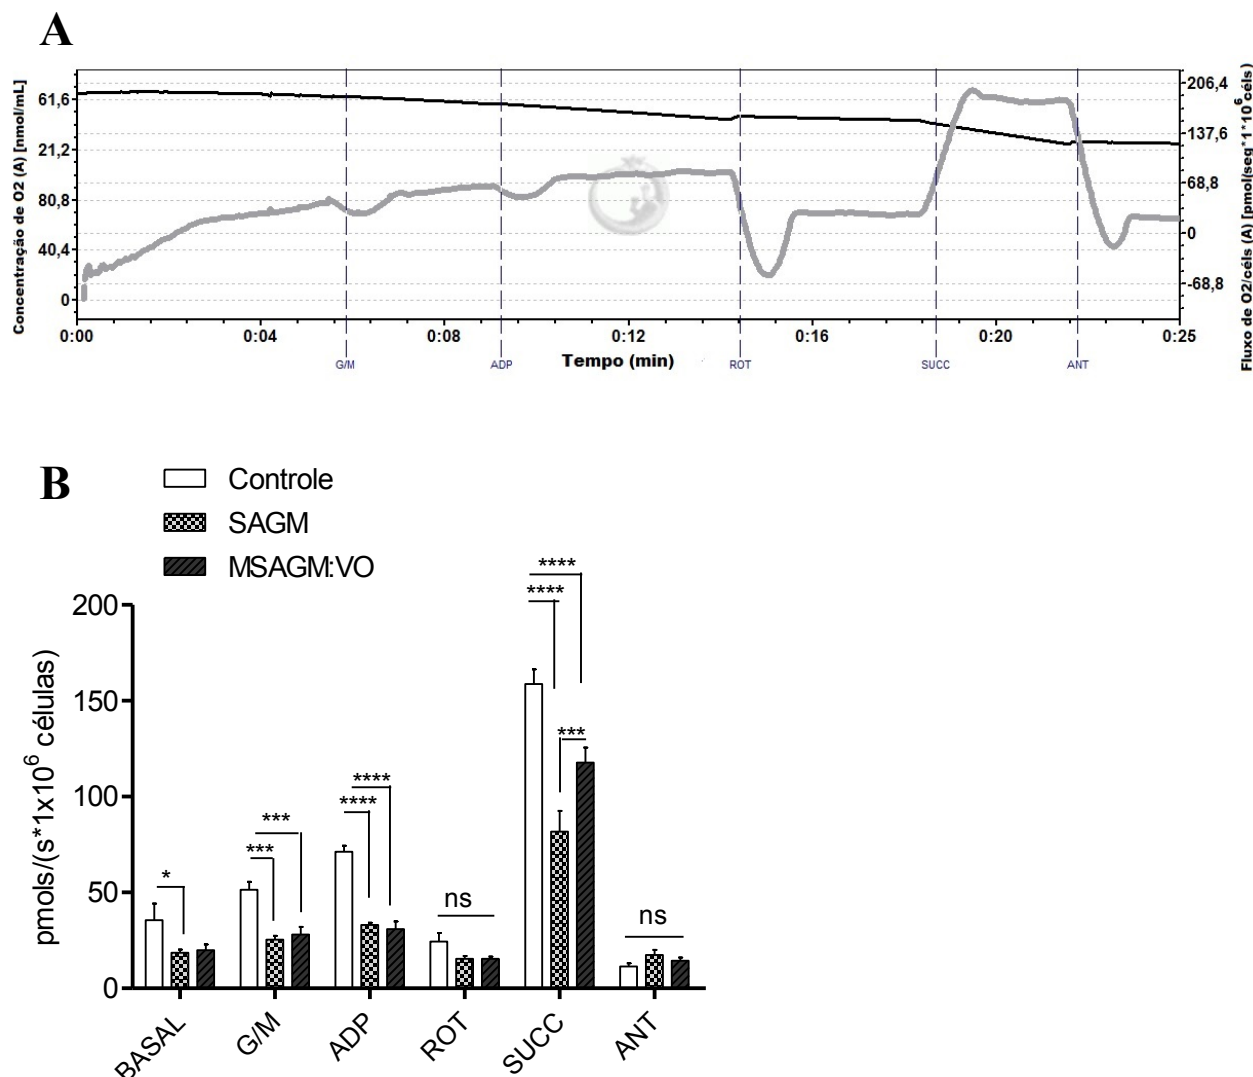 A
Concentração de O2 (A) [nmol/mL]
61,6
21,2
80,8
40,4
0
206,4
137,6
68,8
0
-68,8
Fluxo de O2/céls (A) [pmol/seg*1*10⁶céls)
0:00 0:04 0:08 0:12 0:16 0:20 0:25
Tempo (min)
G/M ADP ROT SUCC ANT
B
Controle
SAGM
MSAGM:VO
pmols/(s*1x10⁶ células)
200
150
100
50
0
*
***
***
****
****
ns
****
****
***
ns
BASAL G/M ADP ROT SUCC ANT